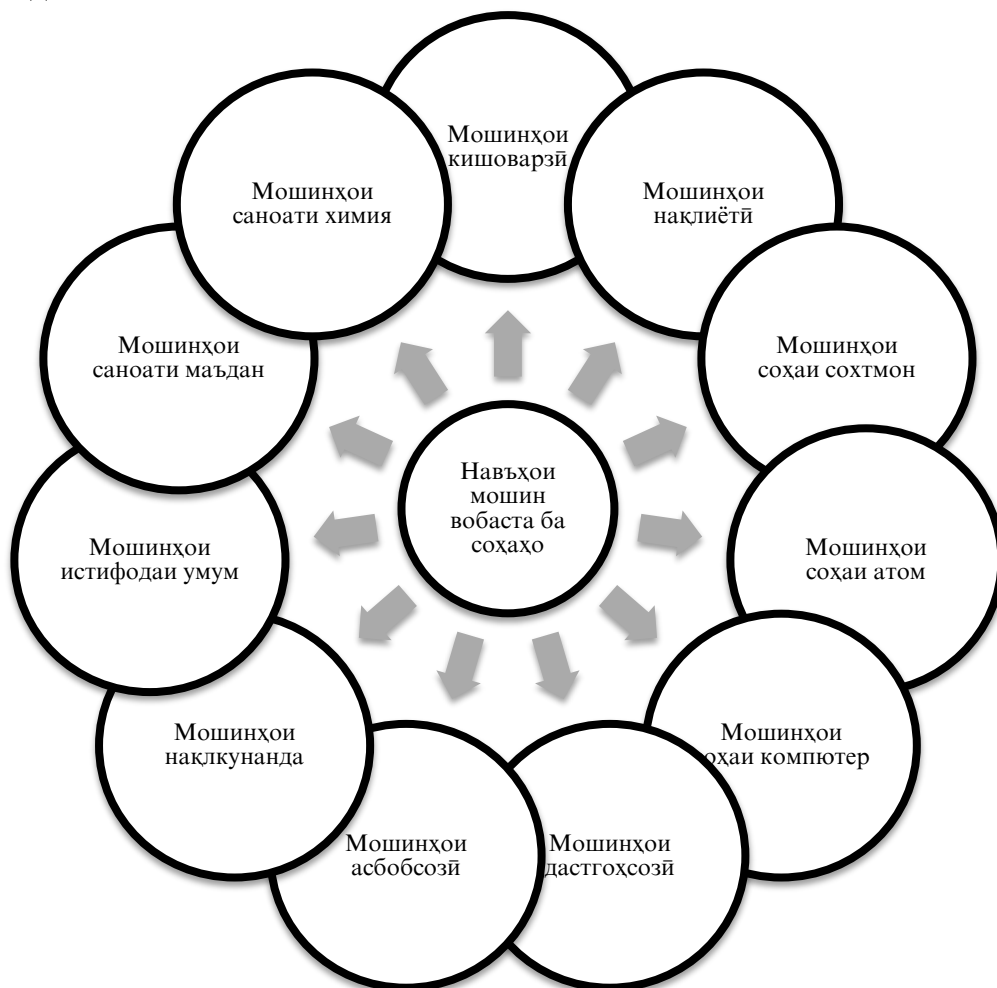 Мошинҳои
кишоварзӣ
Мошинҳои
нақлиётӣ
Мошинҳои
соҳаи сохтмон
Мошинҳои
соҳаи атом
Мошинҳои
оҳаи компютер
Мошинҳои
дастгоҳсозӣ
Мошинҳои
асбобсозӣ
Мошинҳои
нақлкунанда
Мошинҳои
истифодаи умум
Мошинҳои
саноати маъдан
Мошинҳои
саноати химия
Навъҳои
мошин
вобаста ба
соҳаҳо